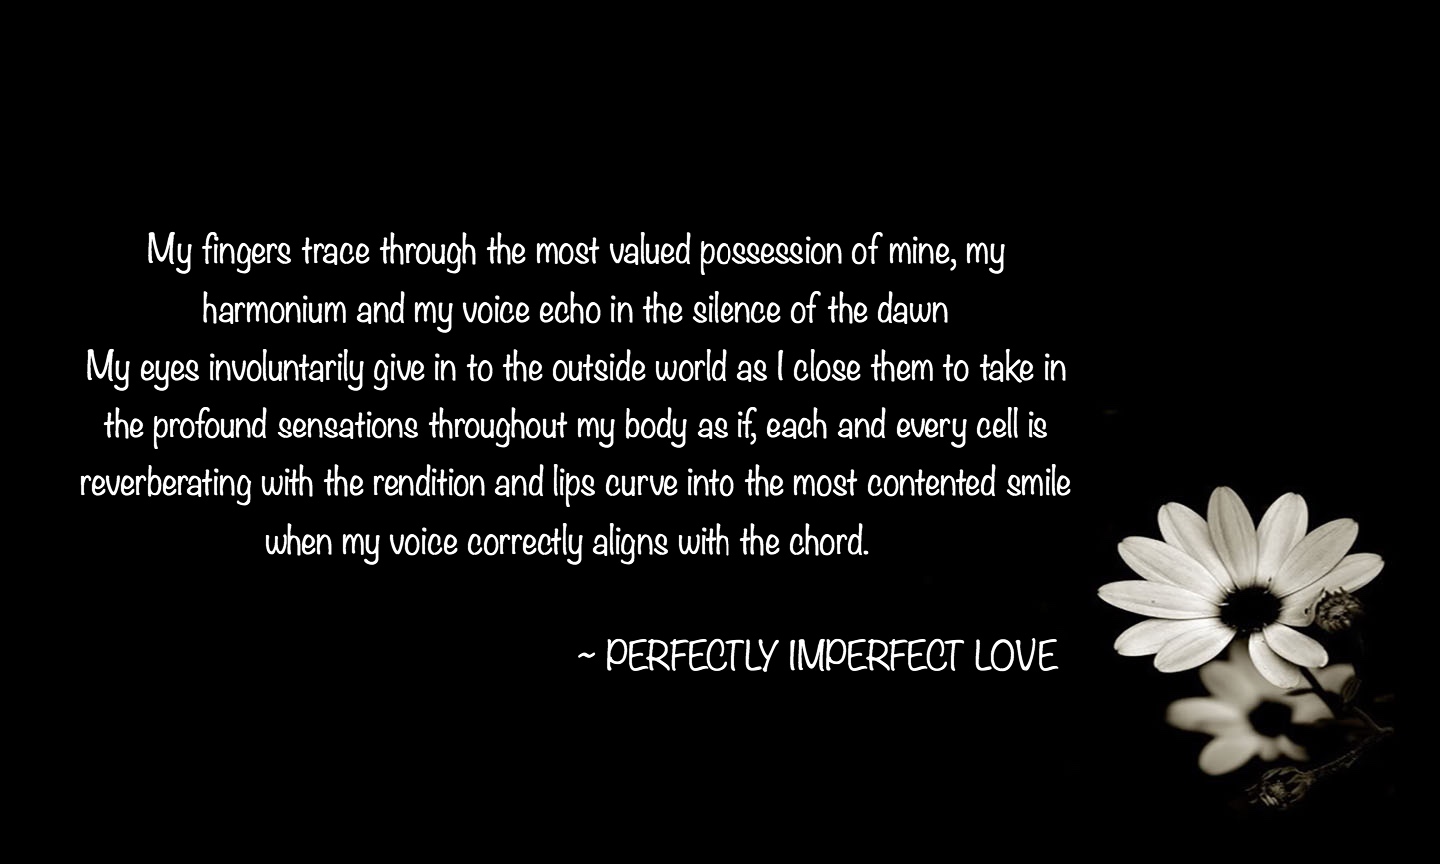 My fingers trace through the most valued possession of mine, my
harmonium and my voice echo in the silence of the dawn
My eyes involuntarily give in to the outside world as I close them to take in
the profound sensations throughout my body as if, each and every cell is
reverberating with the rendition and lips curve into the most contented smile
when my voice correctly aligns with the chord.
~ PERFECTLY IMPERFECT LOVE